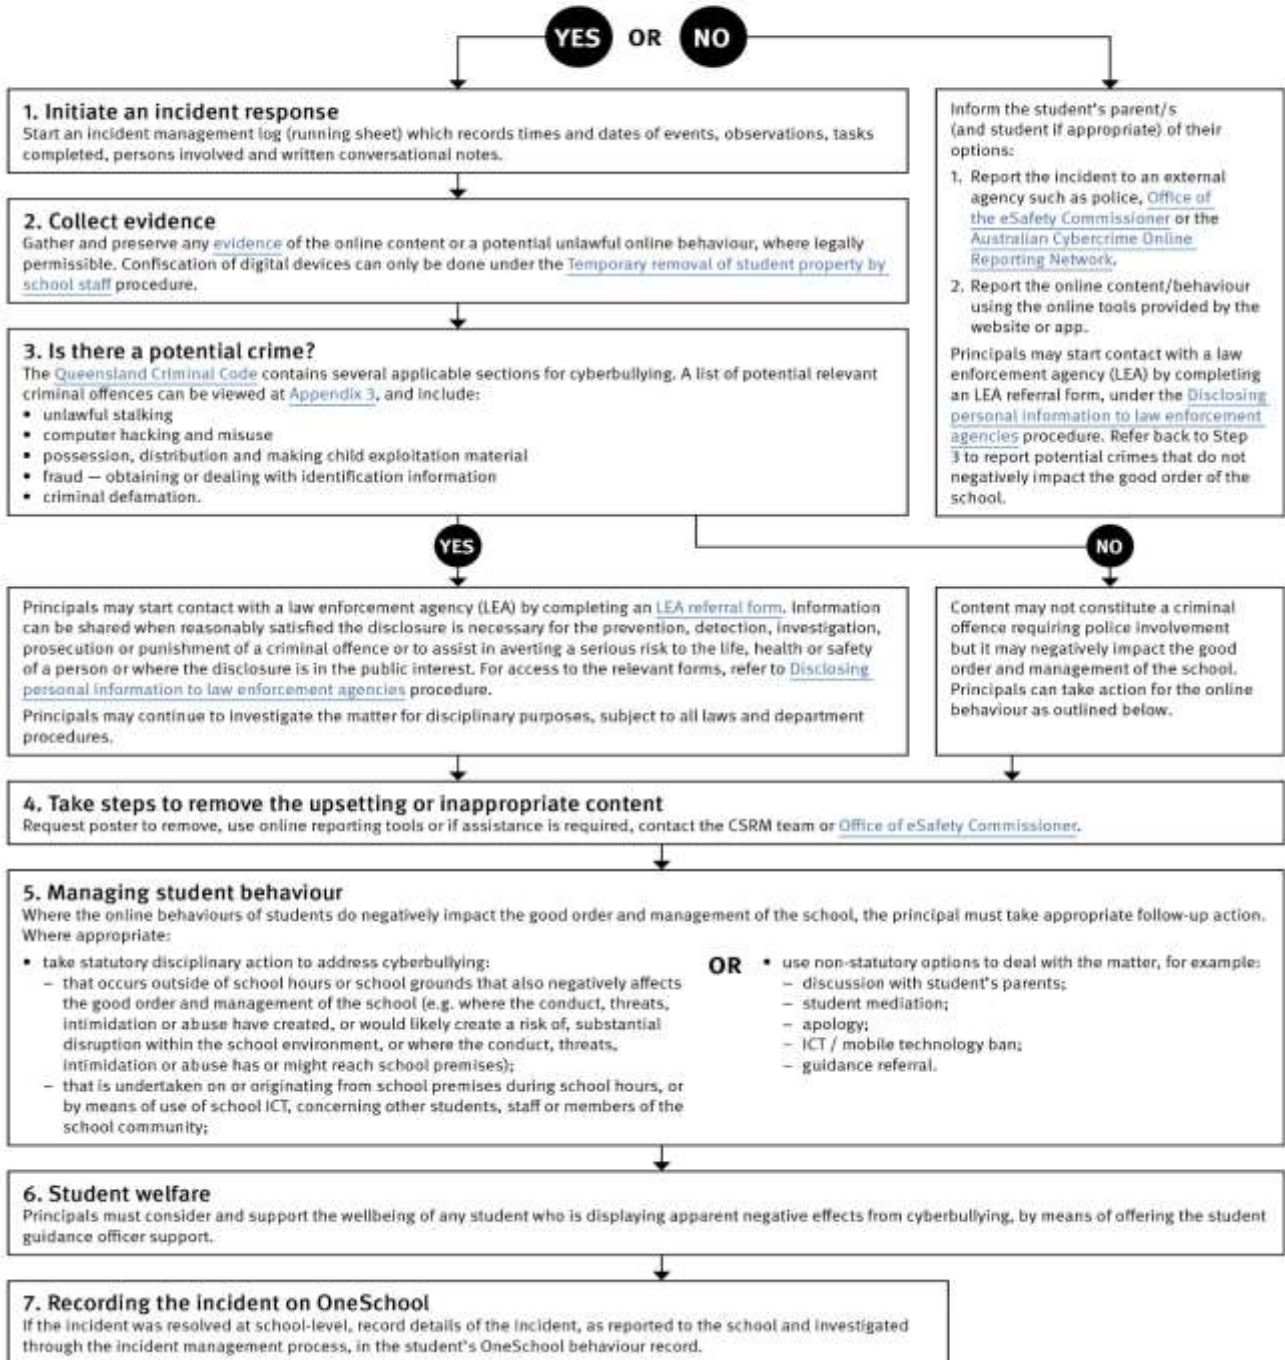 YES OR NO
1. Initiate an incident response
Start an incident management log (running sheet) which records times and dates of events, observations, tasks
completed, persons involved and written conversational notes.
2. Collect evidence
Gather and preserve any evidence of the online content or a potential unlawful online behaviour, where legally
permissible. Confiscation of digital devices can only be done under the Temporary removal of student property by
school staff procedure.
3. Is there a potential crime?
The Queensland Criminal Code contains several applicable sections for cyberbullying. A list of potential relevant
criminal offences can be viewed at Appendix 3, and include:
• unlawful stalking
• computer hacking and misuse
• possession, distribution and making child exploitation material
• fraud — obtaining or dealing with identification information
• criminal defamation.
Inform the student's parent/s
(and student if appropriate) of their
options:
1. Report the incident to an external
agency such as police, Office of
the eSafety Commissioner or the
Australian Cybercrime Online
Reporting Network.
2. Report the online content/behaviour
using the online tools provided by the
website or app.
Principals may start contact with a law
enforcement agency (LEA) by completing
an LEA referral form, under the Disclosing
personal information to law enforcement
agencies procedure. Refer back to Step
3 to report potential crimes that do not
negatively impact the good order of the
school.
YES
NO
Principals may start contact with a law enforcement agency (LEA) by completing an LEA referral form. Information
can be shared when reasonably satisfied the disclosure is necessary for the prevention, detection, investigation,
prosecution or punishment of a criminal offence or to assist in averting a serious risk to the life, health or safety
of a person or where the disclosure is in the public interest. For access to the relevant forms, refer to Disclosing
personal information to law enforcement agencies procedure.
Principals may continue to investigate the matter for disciplinary purposes, subject to all laws and department
procedures.
Content may not constitute a criminal
offence requiring police involvement
but it may negatively impact the good
order and management of the school.
Principals can take action for the online
behaviour as outlined below.
4. Take steps to remove the upsetting or inappropriate content
Request poster to remove, use online reporting tools or if assistance is required, contact the CSRM team or Office of eSafety Commissioner.
5. Managing student behaviour
Where the online behaviours of students do negatively impact the good order and management of the school, the principal must take appropriate follow-up action.
Where appropriate:
• take statutory disciplinary action to address cyberbullying:
– that occurs outside of school hours or school grounds that also negatively affects
the good order and management of the school (e.g. where the conduct, threats,
intimidation or abuse have created, or would likely create a risk of, substantial
disruption within the school environment, or where the conduct, threats,
intimidation or abuse has or might reach school premises);
– that is undertaken on or originating from school premises during school hours, or
by means of use of school ICT, concerning other students, staff or members of the
school community;
OR
• use non-statutory options to deal with the matter, for example:
– discussion with student's parents;
– student mediation;
– apology;
– ICT / mobile technology ban;
– guidance referral.
6. Student welfare
Principals must consider and support the wellbeing of any student who is displaying apparent negative effects from cyberbullying, by means of offering the student
guidance officer support.
7. Recording the incident on OneSchool
If the incident was resolved at school-level, record details of the incident, as reported to the school and investigated
through the incident management process, in the student's OneSchool behaviour record.